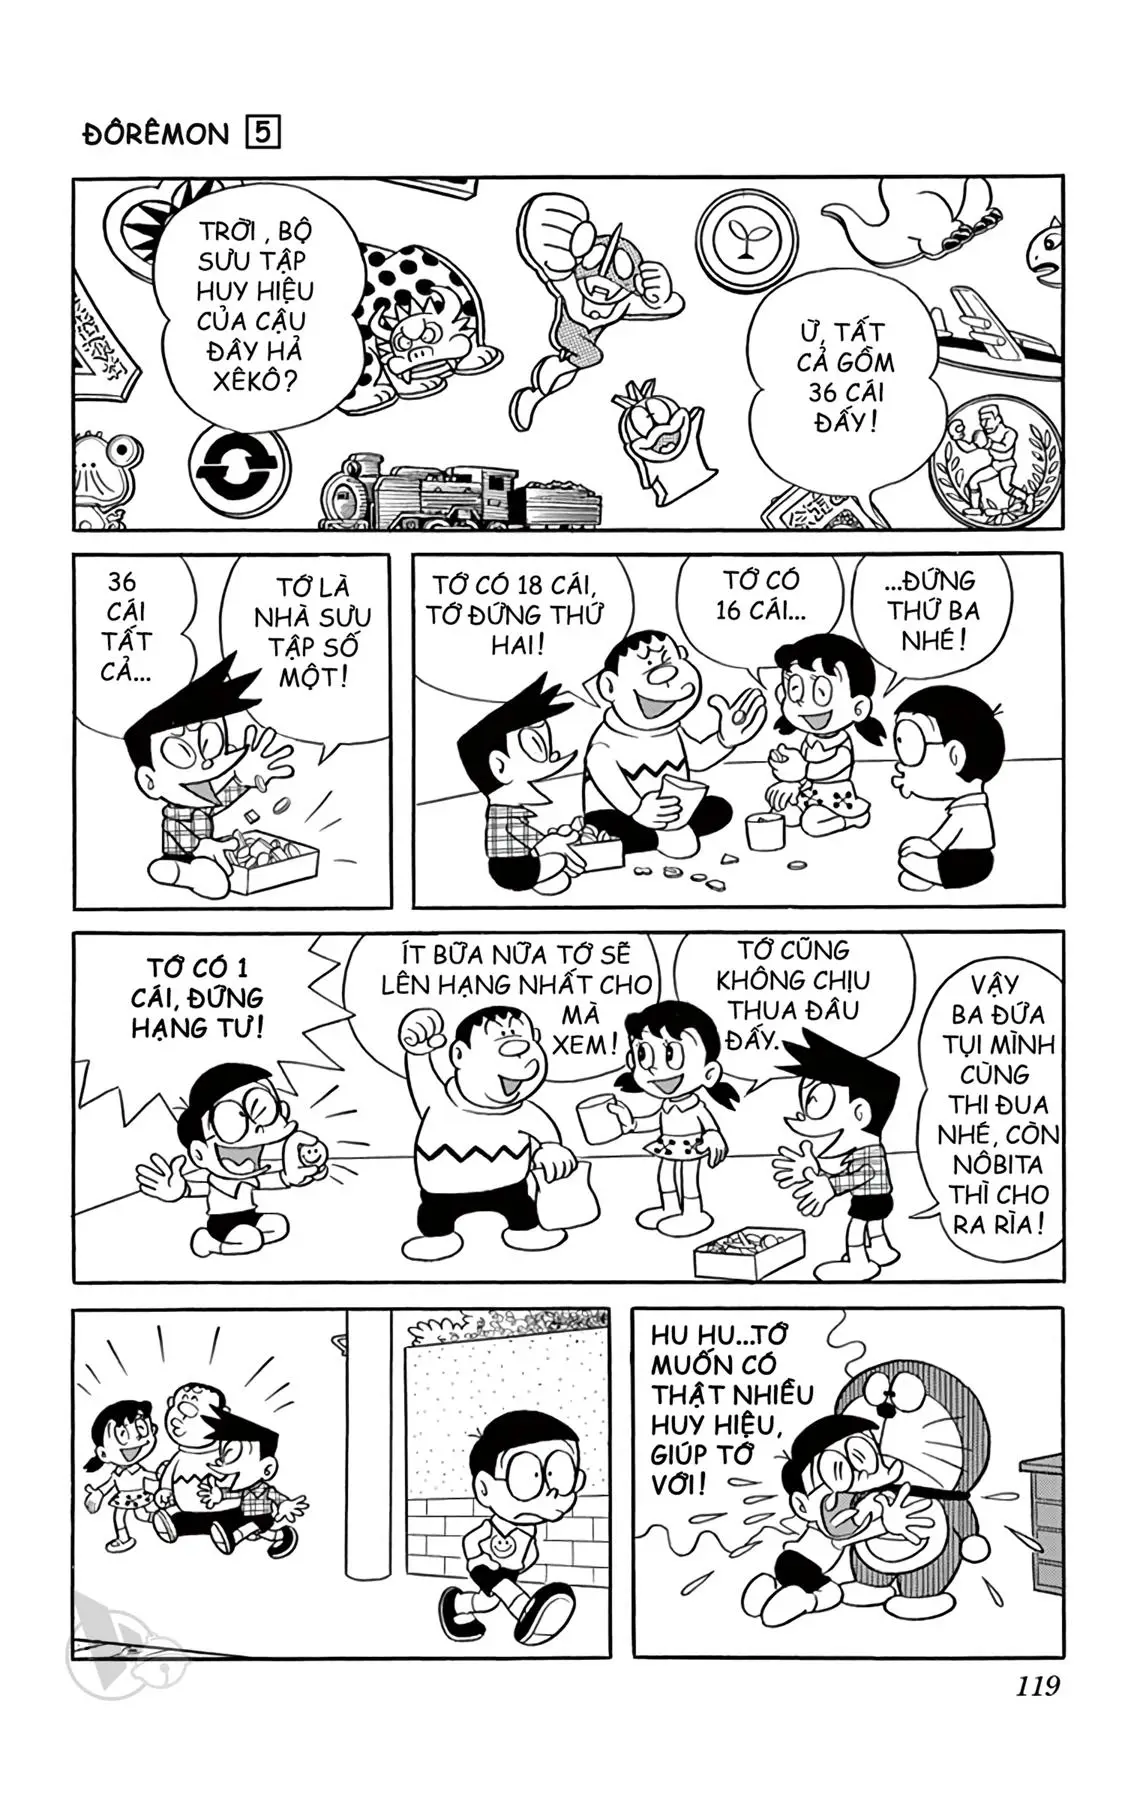 ĐÔRÊMON 5
TRỜI , BỘ
SƯU TẬP
HUY HIỆU
CỦA CẬU
ĐÂY HẢ
XÊKÔ?
Ữ, TẤT
CẢ GỒM
36 CÁI
ĐẤY!
36
CÁI
TẤT
CẢ...
TỚ LÀ
NHÀ SƯU
TẬP SỐ
MỘT!
TỚ CÓ 18 CÁI,
TỚ ĐỨNG THỨ
HAI!
TỚ CÓ
16 CÁI...
...ĐỨNG
THỨ BA
NHÉ!
TỚ CÓ 1
CÁI, ĐỨNG
HẠNG TƯ!
ÍT BỮA NỮA TỚ SẼ
LÊN HẠNG NHẤT CHO
MÀ
XEM!
TỚ CŨNG
KHÔNG CHỊU
THUA ĐÂU
ĐẤY.
VẬY
BA ĐỨA
TỤI MÌNH
CÙNG
THI ĐUA
NHÉ, CÒN
NÔBITA
THÌ CHO
RA RÌA!
HU HU...TỚ
MUỐN CÓ
THẬT NHIỀU
HUY HIỆU,
GIÚP TỚ
VỚI!
119